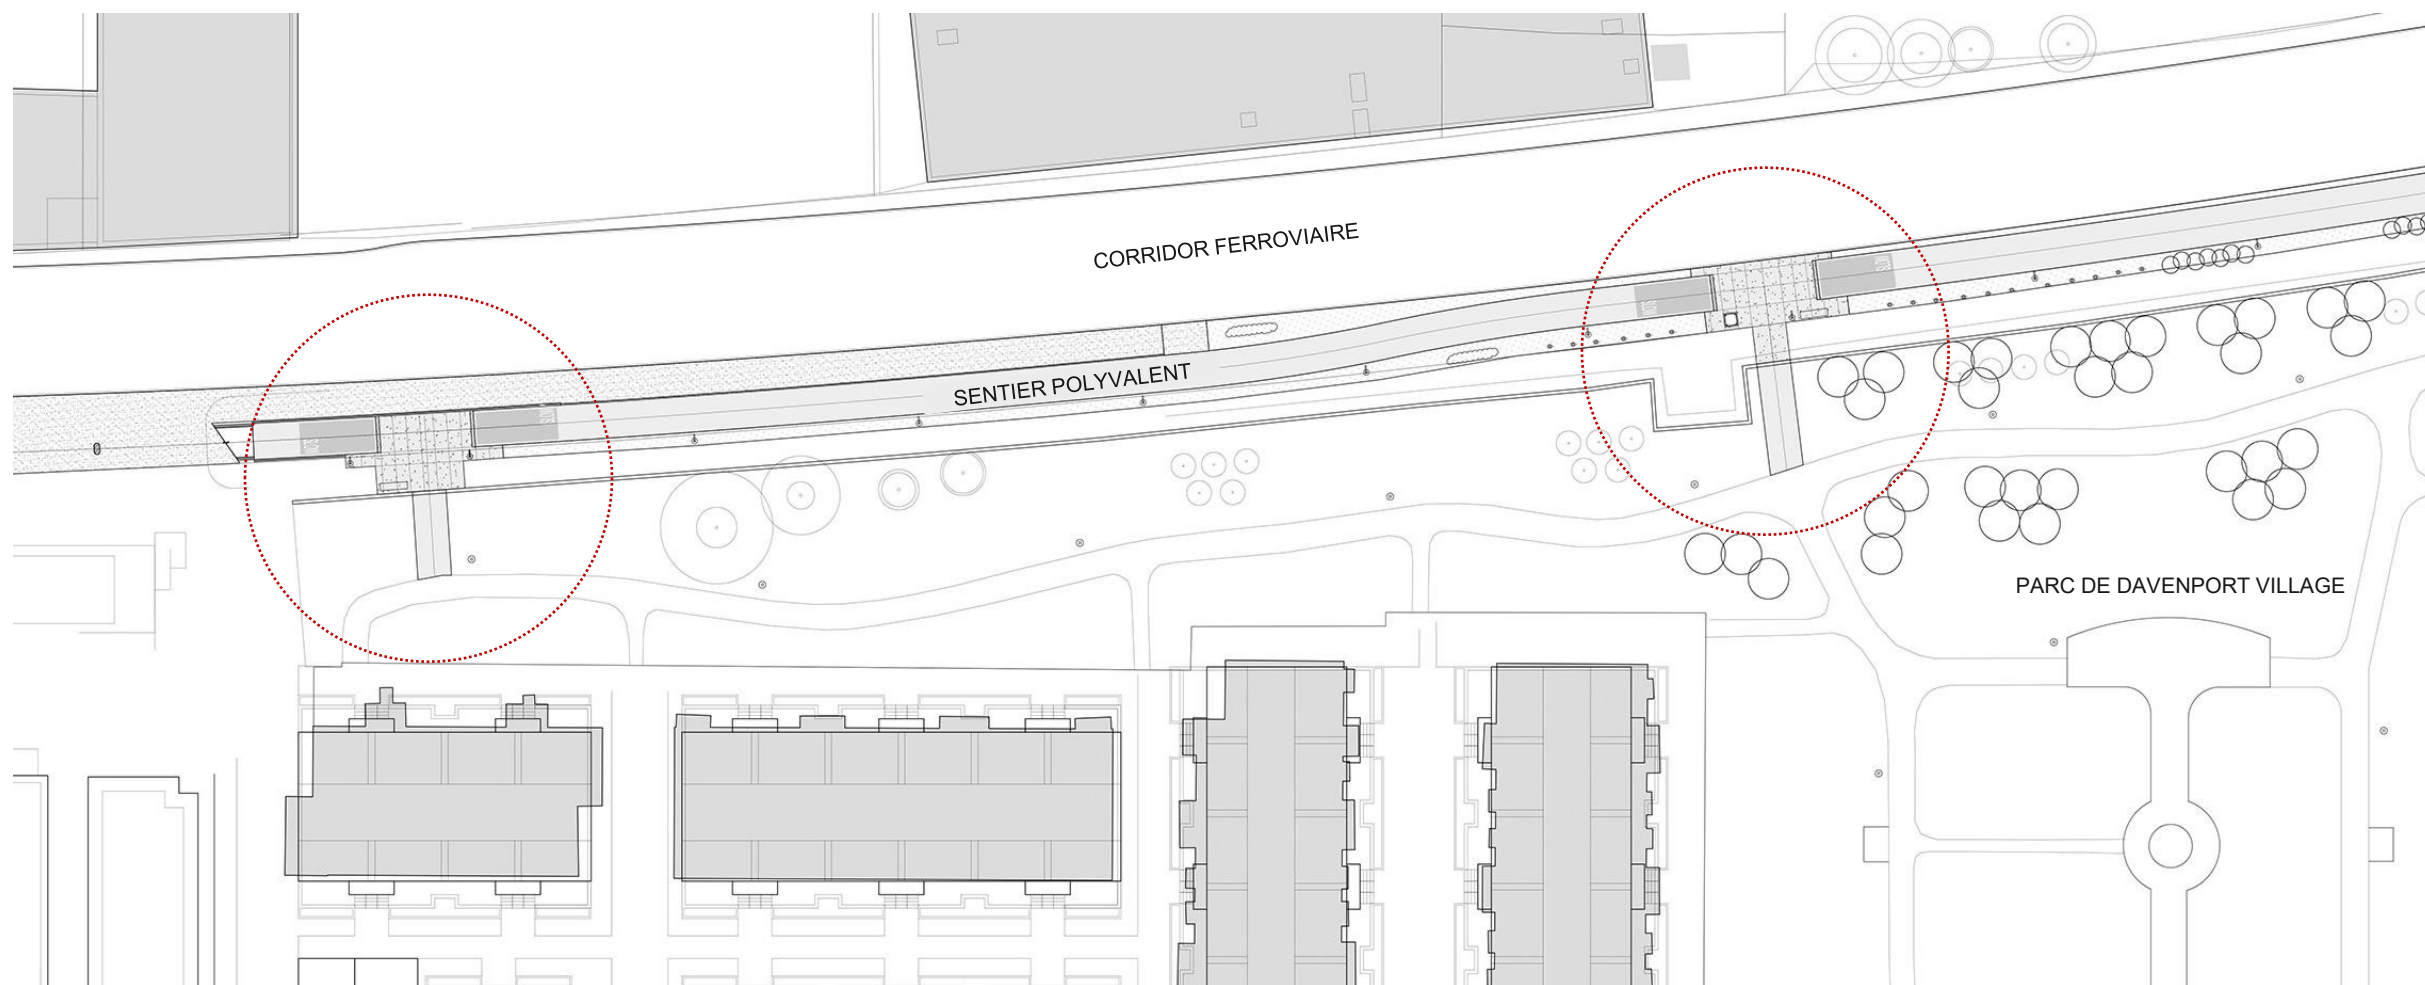 CORRIDOR FERROVIAIRE
SENTIER POLYVALENT
PARC DE DAVENPORT VILLAGE